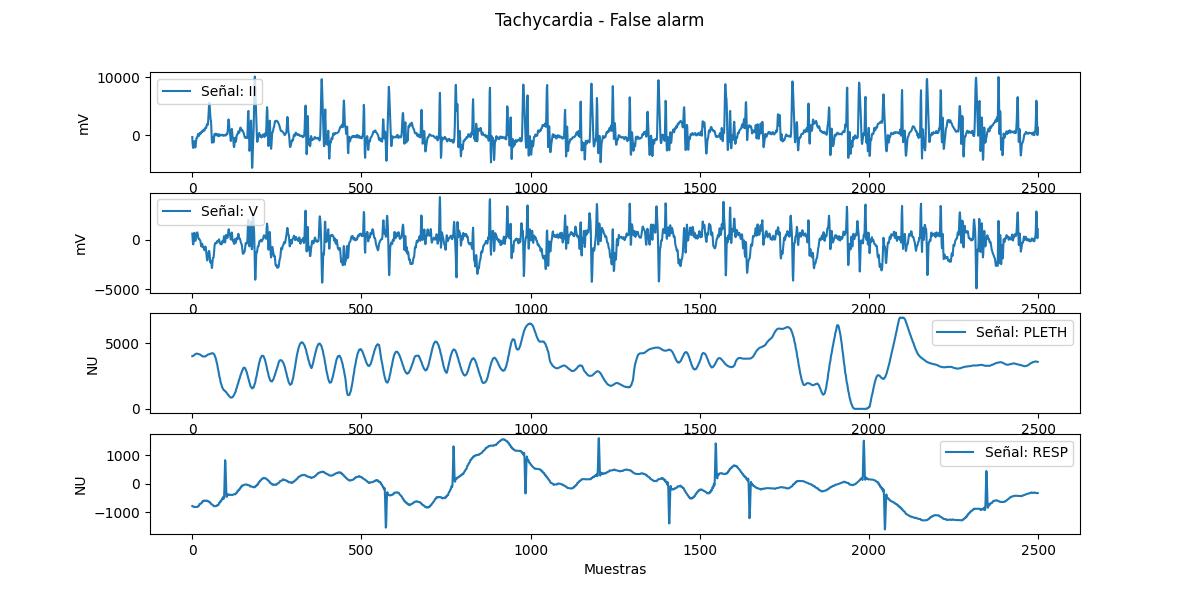 Tachycardia - False alarm
10000
0
mV
Señal: II
0 500 1000 1500 2000 2500
0
−5000
mV
Señal: V
0 500 1000 1500 2000 2500
5000
0
NU
Señal: PLETH
0 500 1000 1500 2000 2500
1000
0
−1000
NU
Señal: RESP
0 500 1000 1500 2000 2500
Muestras